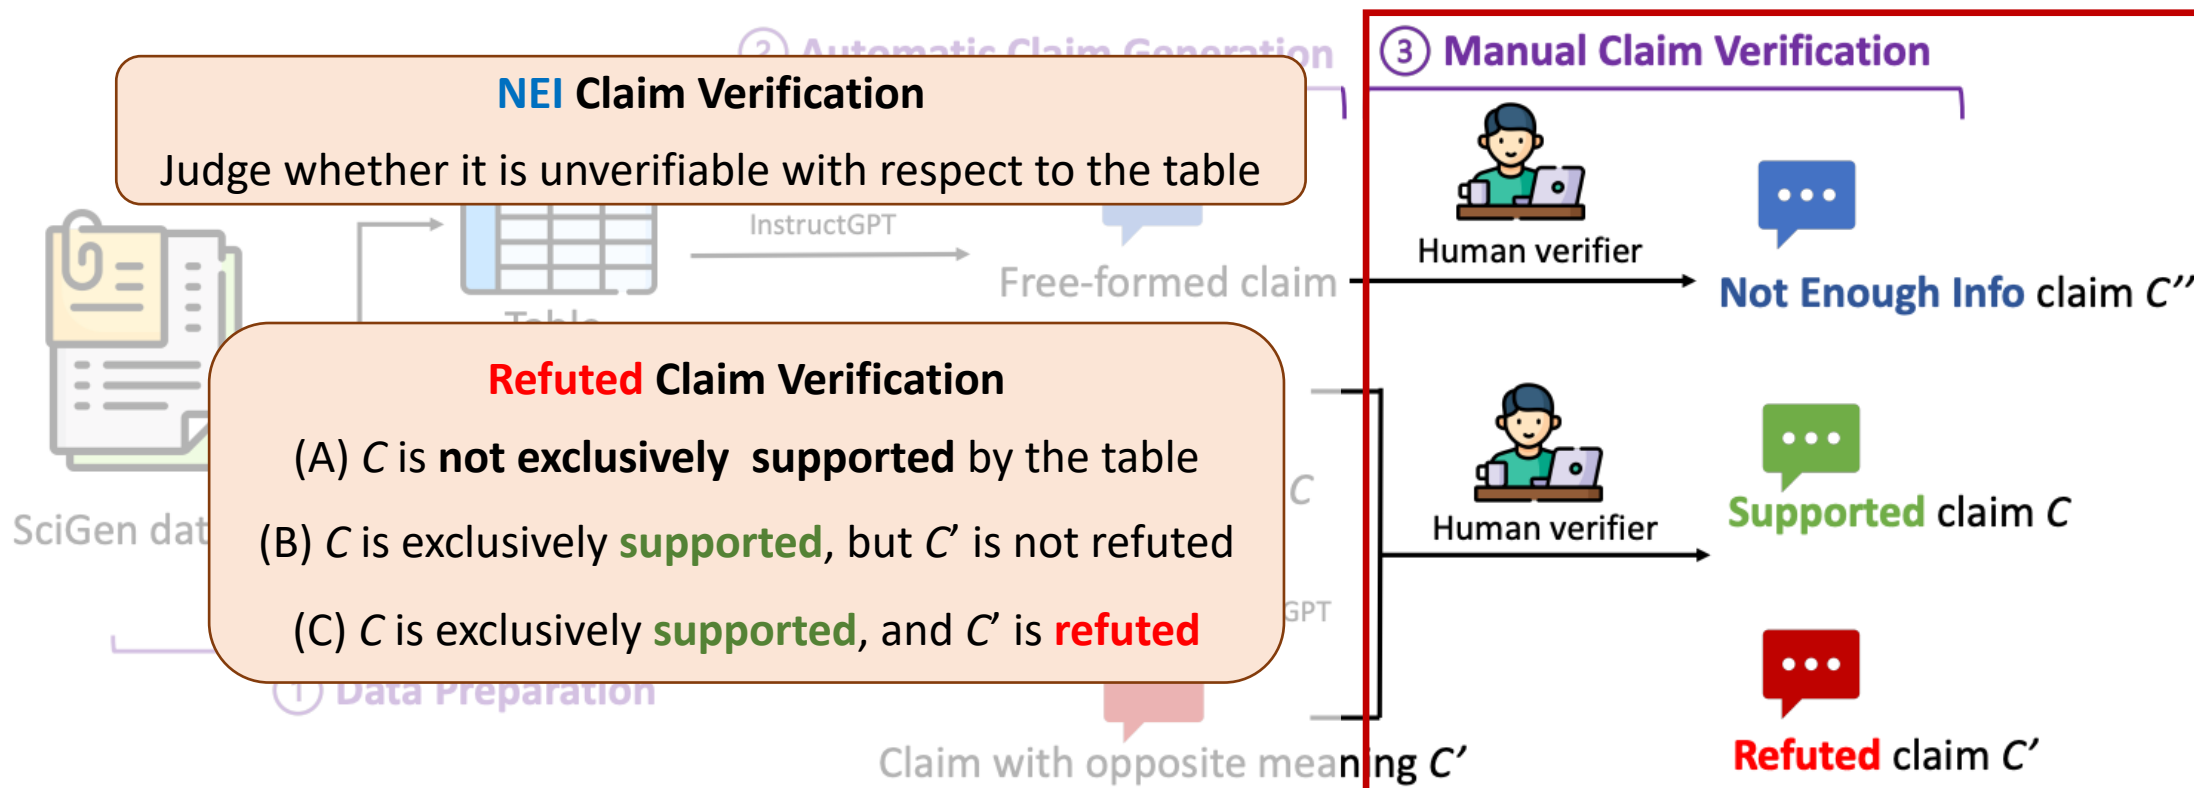 ② Automatic Claim Generation
③ Manual Claim Verification
NEI Claim Verification
Judge whether it is unverifiable with respect to the table
InstructGPT
Human verifier
Free-formed claim
Not Enough Info claim C″
Table
Refuted Claim Verification
(A) C is not exclusively supported by the table
C
(B) C is exclusively supported, but C’ is not refuted
(C) C is exclusively supported, and C’ is refuted
SciGen dat
GPT
Human verifier
Supported claim C
① Data Preparation
Claim with opposite meaning C′
Refuted claim C′